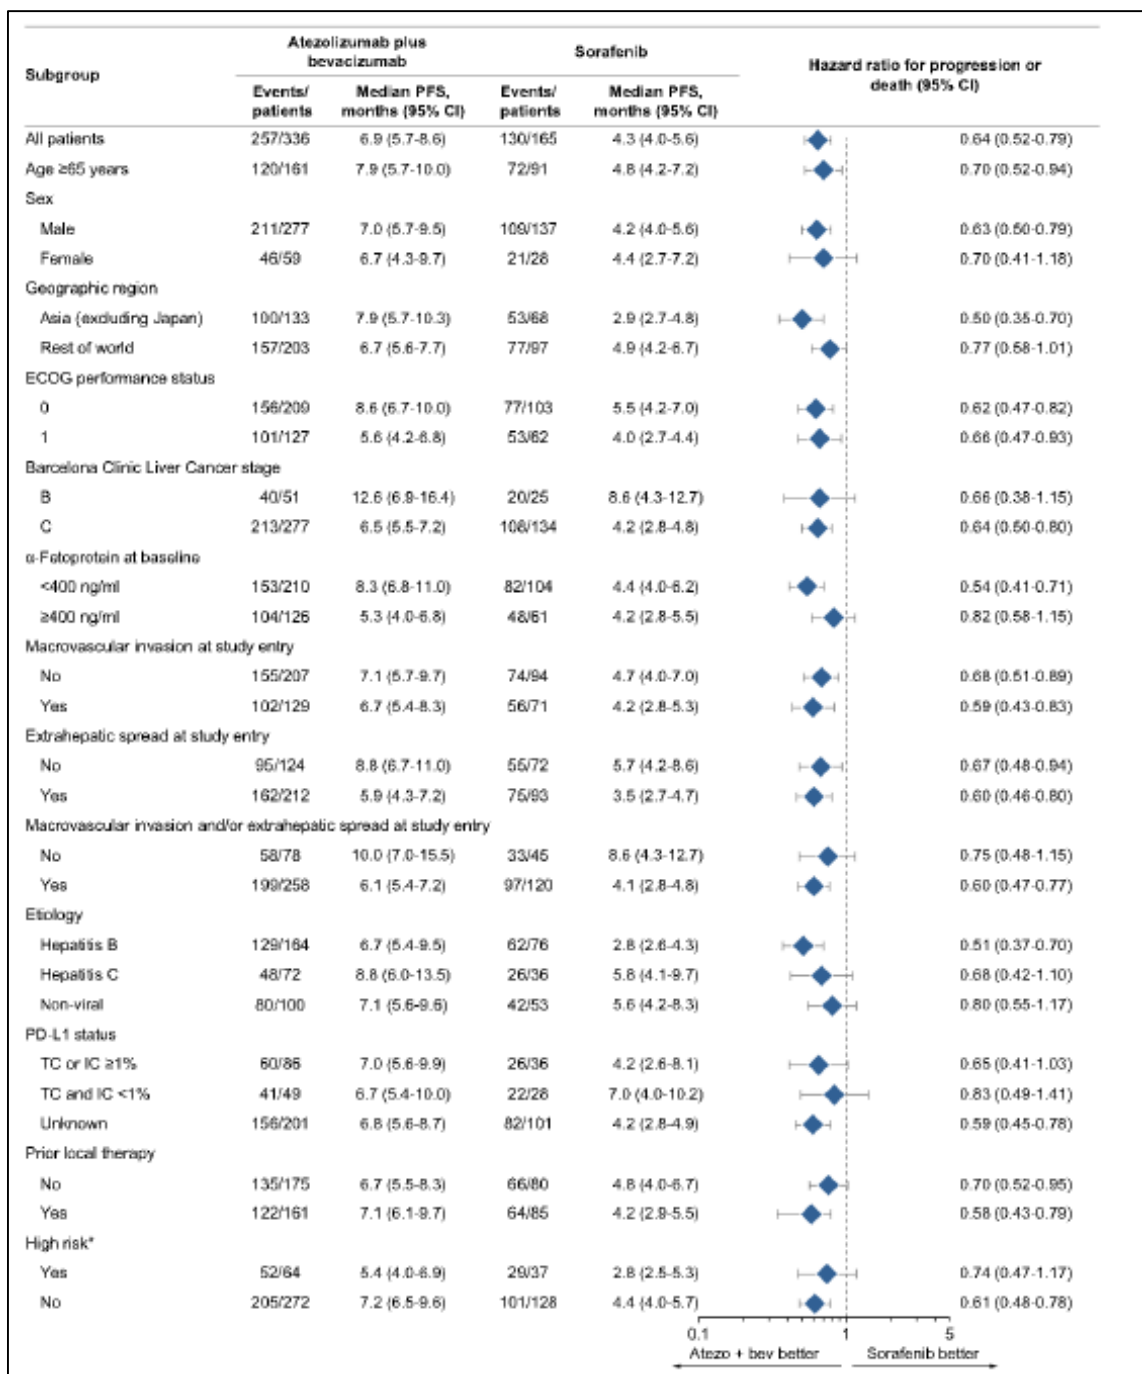 Atezolizumab plus bevacizumab Sorafenib Hazard ratio for progression or death (95% CI)
Subgroup
Events/patients Median PFS, months (95% CI) Events/patients Median PFS, months (95% CI)
All patients 257/336 6.9 (5.7-8.6) 130/165 4.3 (4.0-5.6) 0.64 (0.52-0.79)
Age ≥65 years 120/161 7.9 (5.7-10.0) 72/91 4.8 (4.2-7.2) 0.70 (0.52-0.94)
Sex
Male 211/277 7.0 (5.7-9.5) 109/137 4.2 (4.0-5.6) 0.63 (0.50-0.79)
Female 46/59 6.7 (4.3-9.7) 21/28 4.4 (2.7-7.2) 0.70 (0.41-1.18)
Geographic region
Asia (excluding Japan) 100/133 7.9 (5.7-10.3) 53/68 2.9 (2.7-4.8) 0.50 (0.35-0.70)
Rest of world 157/203 6.7 (5.6-7.7) 77/97 4.9 (4.2-6.7) 0.77 (0.58-1.01)
ECOG performance status
0 156/209 8.6 (6.7-10.0) 77/103 5.5 (4.2-7.0) 0.62 (0.47-0.82)
1 101/127 5.6 (4.2-6.8) 53/62 4.0 (2.7-4.4) 0.66 (0.47-0.93)
Barcelona Clinic Liver Cancer stage
B 40/51 12.6 (6.9-16.4) 20/25 8.6 (4.3-12.7) 0.66 (0.38-1.15)
C 213/277 6.5 (5.5-7.2) 108/134 4.2 (2.8-4.8) 0.64 (0.50-0.80)
α-Fetoprotein at baseline
<400 ng/ml 153/210 8.3 (6.8-11.0) 82/104 4.4 (4.0-6.2) 0.54 (0.41-0.71)
≥400 ng/ml 104/126 5.3 (4.0-6.8) 48/61 4.2 (2.8-5.5) 0.82 (0.58-1.15)
Macrovascular invasion at study entry
No 155/207 7.1 (5.7-9.7) 74/94 4.7 (4.0-7.0) 0.68 (0.51-0.89)
Yes 102/129 6.7 (5.4-8.3) 56/71 4.2 (2.8-5.3) 0.59 (0.43-0.83)
Extrahepatic spread at study entry
No 95/124 8.8 (6.7-11.0) 55/72 5.7 (4.2-8.6) 0.67 (0.48-0.94)
Yes 162/212 5.9 (4.3-7.2) 75/93 3.5 (2.7-4.7) 0.60 (0.46-0.80)
Macrovascular invasion and/or extrahepatic spread at study entry
No 58/78 10.0 (7.0-15.5) 33/45 8.6 (4.3-12.7) 0.75 (0.48-1.15)
Yes 199/258 6.1 (5.4-7.2) 97/120 4.1 (2.8-4.8) 0.60 (0.47-0.77)
Etiology
Hepatitis B 129/164 6.7 (5.4-9.5) 62/76 2.8 (2.6-4.3) 0.51 (0.37-0.70)
Hepatitis C 48/72 8.8 (6.0-13.5) 26/36 5.8 (4.1-9.7) 0.68 (0.42-1.10)
Non-viral 80/100 7.1 (5.6-9.6) 42/53 5.6 (4.2-8.3) 0.80 (0.55-1.17)
PD-L1 status
TC or IC ≥1% 60/86 7.0 (5.6-9.9) 26/36 4.2 (2.6-8.1) 0.65 (0.41-1.03)
TC and IC <1% 41/49 6.7 (5.4-10.0) 22/28 7.0 (4.0-10.2) 0.83 (0.49-1.41)
Unknown 156/201 6.8 (5.6-8.7) 82/101 4.2 (2.8-4.9) 0.59 (0.45-0.78)
Prior local therapy
No 135/175 6.7 (5.5-8.3) 66/80 4.8 (4.0-6.7) 0.70 (0.52-0.95)
Yes 122/161 7.1 (6.1-9.7) 64/85 4.2 (2.9-5.5) 0.58 (0.43-0.79)
High risk*
Yes 52/64 5.4 (4.0-6.9) 29/37 2.8 (2.5-5.3) 0.74 (0.47-1.17)
No 205/272 7.2 (6.5-9.6) 101/128 4.4 (4.0-5.7) 0.61 (0.48-0.78)
0.1 1 5
Atezo + bev better Sorafenib better